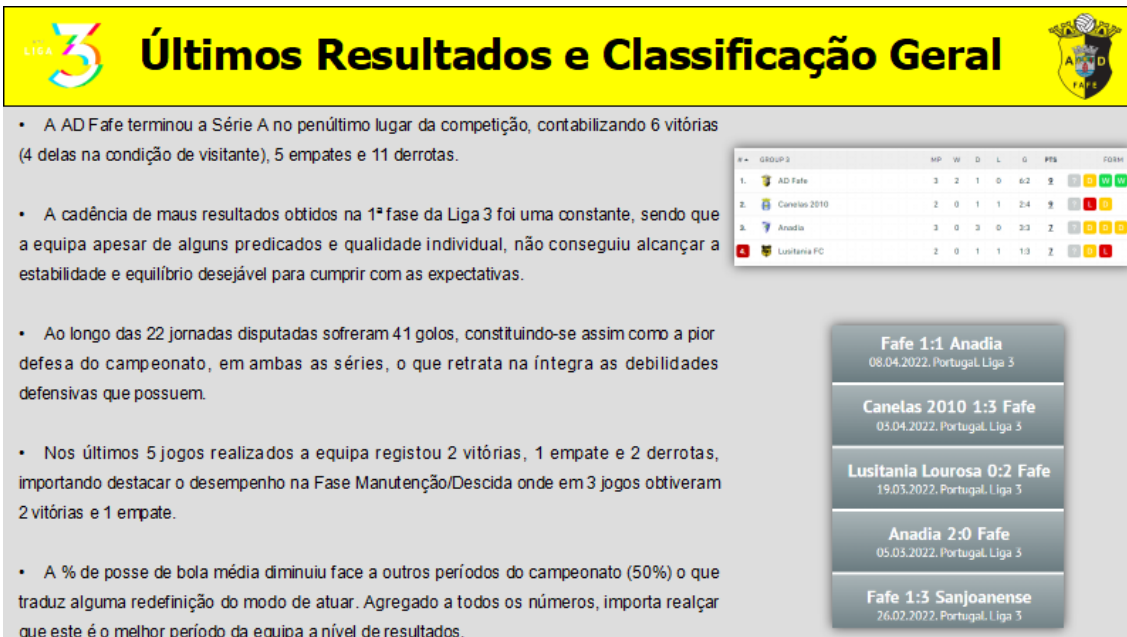 LIGA 3
Últimos Resultados e Classificação Geral
A D
FAFE
• A AD Fafe terminou a Série A no penúltimo lugar da competição, contabilizando 6 vitórias
(4 delas na condição de visitante), 5 empates e 11 derrotas.
• A cadência de maus resultados obtidos na 1ª fase da Liga 3 foi uma constante, sendo que
a equipa apesar de alguns predicados e qualidade individual, não conseguiu alcançar a
estabilidade e equilíbrio desejável para cumprir com as expectativas.
• Ao longo das 22 jornadas disputadas sofreram 41 golos, constituindo-se assim como a pior
defesa do campeonato, em ambas as séries, o que retrata na íntegra as debilidades
defensivas que possuem.
• Nos últimos 5 jogos realizados a equipa registou 2 vitórias, 1 empate e 2 derrotas,
importando destacar o desempenho na Fase Manutenção/Descida onde em 3 jogos obtiveram
2 vitórias e 1 empate.
• A % de posse de bola média diminuiu face a outros períodos do campeonato (50%) o que
traduz alguma redefinição do modo de atuar. Agregado a todos os números, importa realçar
que este é o melhor período da equipa a nível de resultados.
# GROUP 3 MP W D L G PTS FORM
1. AD Fafe 3 2 1 0 6:2 9 ? D W W
2. Canelas 2010 2 0 1 1 2:4 9 ? L D
3. Anadia 3 0 3 0 3:3 7 ? D D D
4. Lusitania FC 2 0 1 1 1:3 7 ? D L
Fafe 1:1 Anadia
08.04.2022. Portugal. Liga 3
Canelas 2010 1:3 Fafe
03.04.2022. Portugal. Liga 3
Lusitania Lourosa 0:2 Fafe
19.03.2022. Portugal. Liga 3
Anadia 2:0 Fafe
05.03.2022. Portugal. Liga 3
Fafe 1:3 Sanjoanense
26.02.2022. Portugal. Liga 3